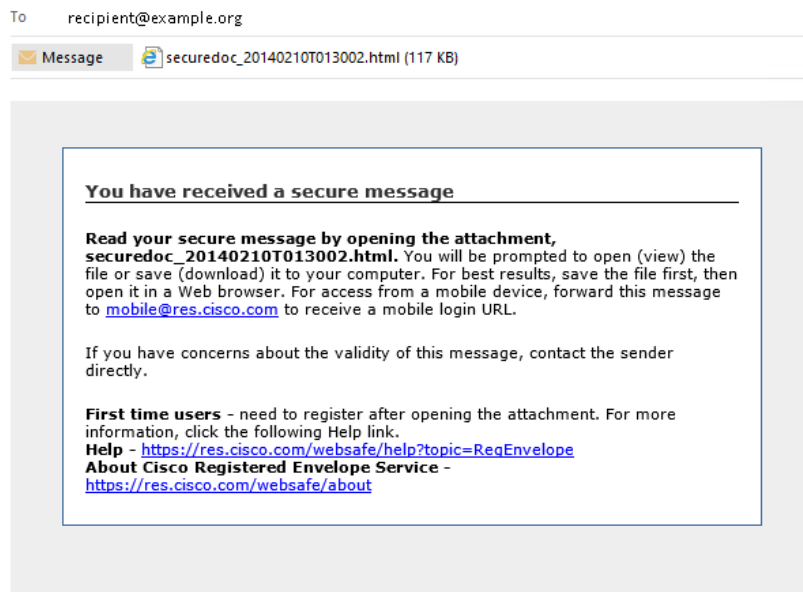 To recipient@example.org
Message securedoc_20140210T013002.html (117 KB)
You have received a secure message
Read your secure message by opening the attachment,
securedoc_20140210T013002.html. You will be prompted to open (view) the
file or save (download) it to your computer. For best results, save the file first, then
open it in a Web browser. For access from a mobile device, forward this message
to mobile@res.cisco.com to receive a mobile login URL.
If you have concerns about the validity of this message, contact the sender
directly.
First time users - need to register after opening the attachment. For more
information, click the following Help link.
Help - https://res.cisco.com/websafe/help?topic=RegEnvelope
About Cisco Registered Envelope Service -
https://res.cisco.com/websafe/about